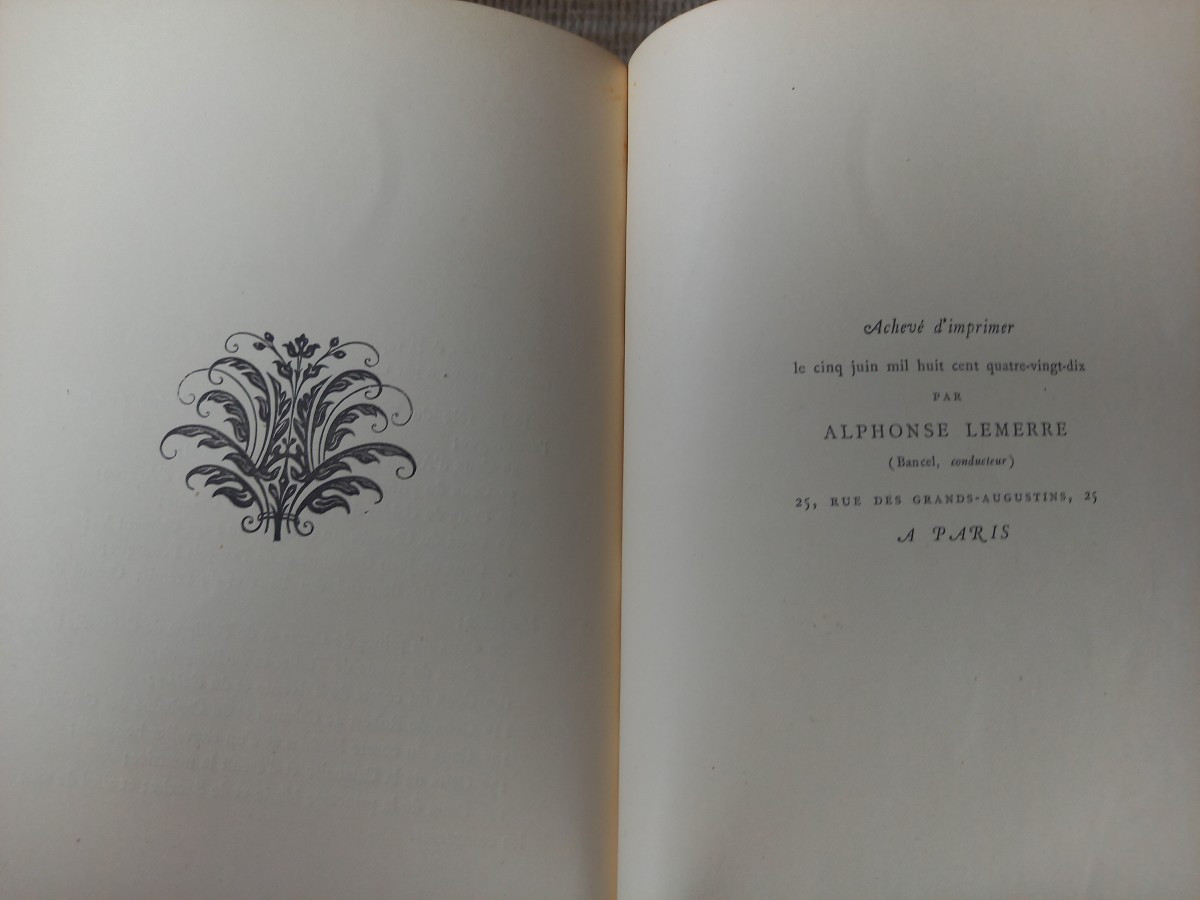 Achevé d'imprimer
le cinq juin mil huit cent quatre-vingt-dix
PAR
ALPHONSE LEMERRE
(Bancel, conducteur)
25, RUE DES GRANDS-AUGUSTINS, 25
A PARIS